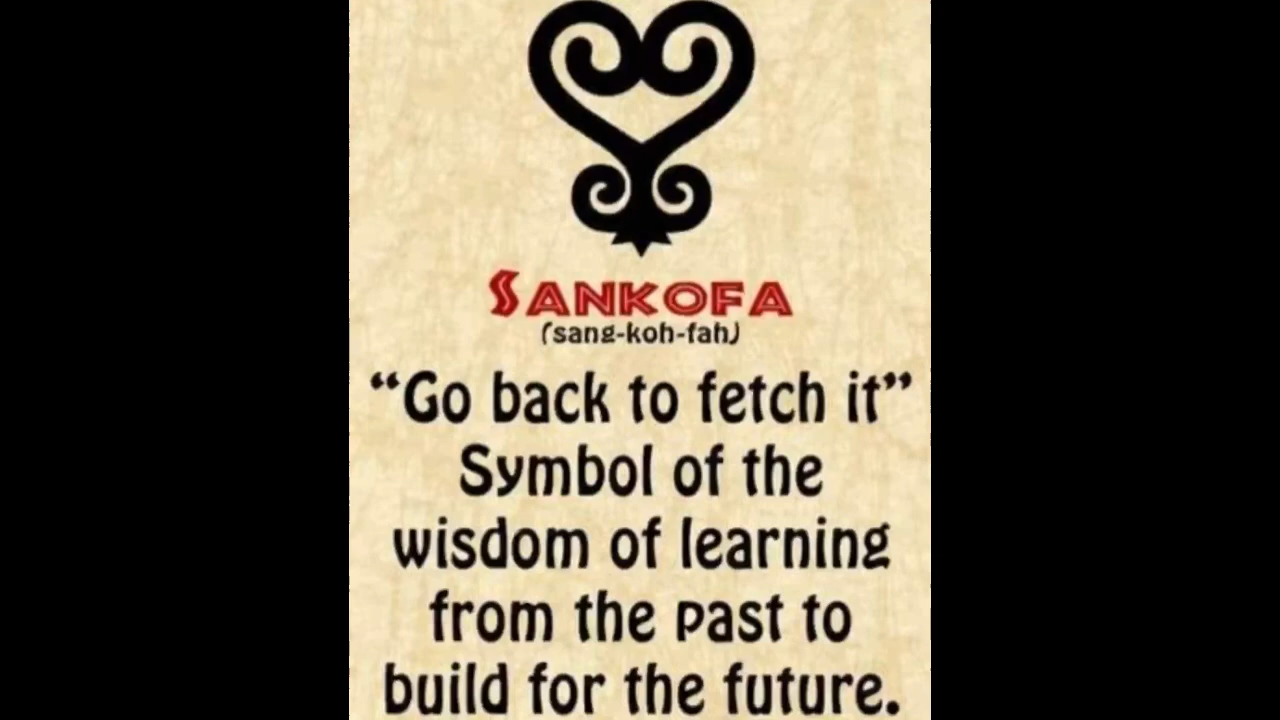 SANKOFA
(sang-koh-fah)
“Go back to fetch it”
Symbol of the
wisdom of learning
from the past to
build for the future.